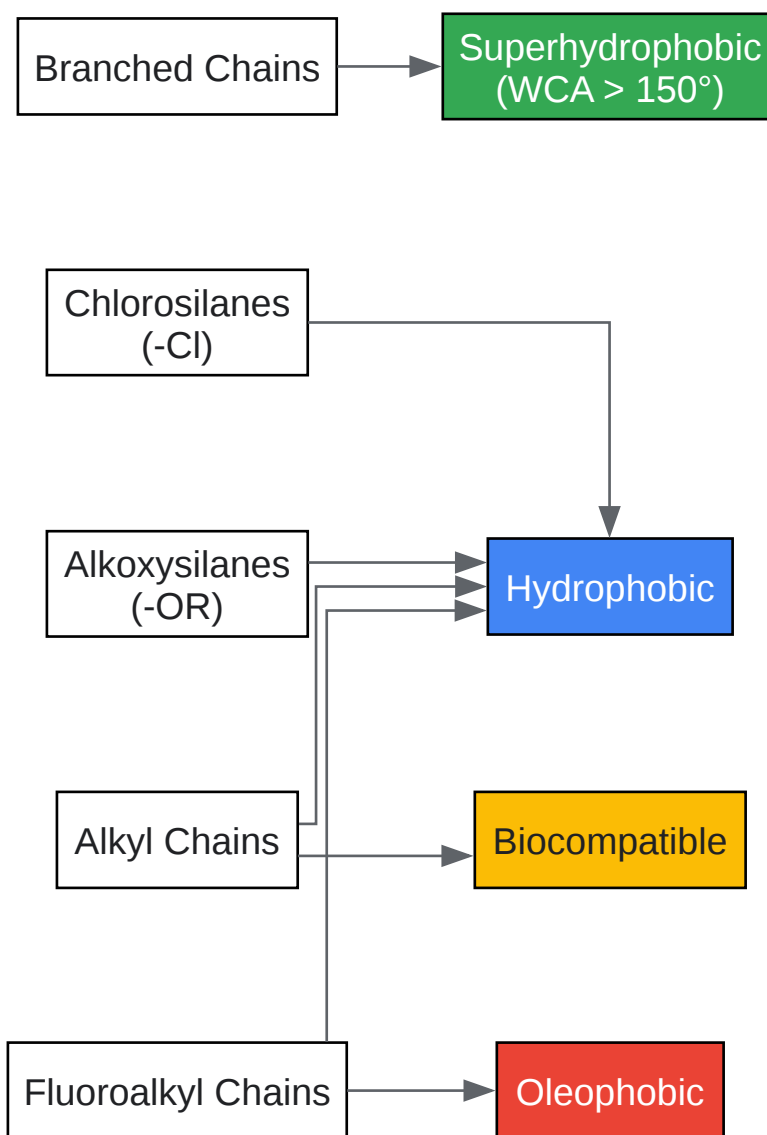 Branched Chains
Superhydrophobic
(WCA > 150°)
Chlorosilanes
(-Cl)
Alkoxysilanes
(-OR)
Hydrophobic
Alkyl Chains
Biocompatible
Fluoroalkyl Chains
Oleophobic